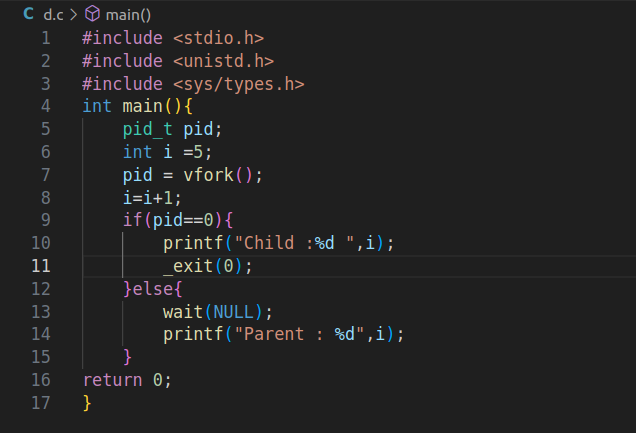 C d.c > main()
1 #include <stdio.h>
2 #include <unistd.h>
3 #include <sys/types.h>
4 int main(){
5     pid_t pid;
6     int i =5;
7     pid = vfork();
8     i=i+1;
9     if(pid==0){
10         printf("Child :%d ",i);
11         _exit(0);
12     }else{
13         wait(NULL);
14         printf("Parent : %d",i);
15     }
16 return 0;
17 }